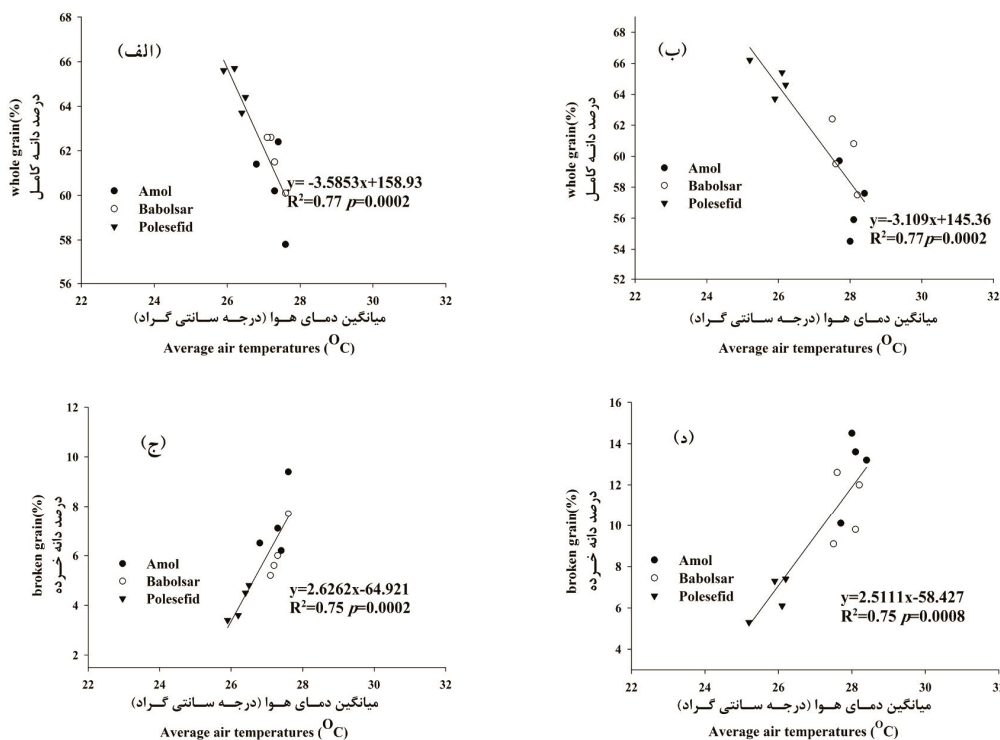 (الف)
68
66
64
62
60
58
56
whole grain(%)
درصد دانه کامل
Amol
Babolsar
Polesefid
y= -3.5853x+158.93
R²=0.77 p=0.0002
22 24 26 28 30 32
میانگین دمای هوا (درجه سانتی گراد)
Average air temperatures (⁰C)
(ب)
68
66
64
62
60
58
56
54
52
whole grain(%)
درصد دانه کامل
Amol
Babolsar
Polesefid
y=-3.109x+145.36
R²=0.77p=0.0002
22 24 26 28 30 32
میانگین دمای هوا (درجه سانتی گراد)
Average air temperatures (⁰C)
(ج)
12
10
8
6
4
2
broken grain(%)
درصد دانه خرده
Amol
Babolsar
Polesefid
y=2.6262x-64.921
R²=0.75 p=0.0002
22 24 26 28 30 32
میانگین دمای هوا (درجه سانتی گراد)
Average air temperatures (⁰C)
(د)
16
14
12
10
8
6
4
broken grain(%)
درصد دانه خرده
Amol
Babolsar
Polesefid
y=2.5111x-58.427
R²=0.75 p=0.0008
22 24 26 28 30
میانگین دمای هوا (درجه سانتی گراد)
Average air temperatures (⁰C)